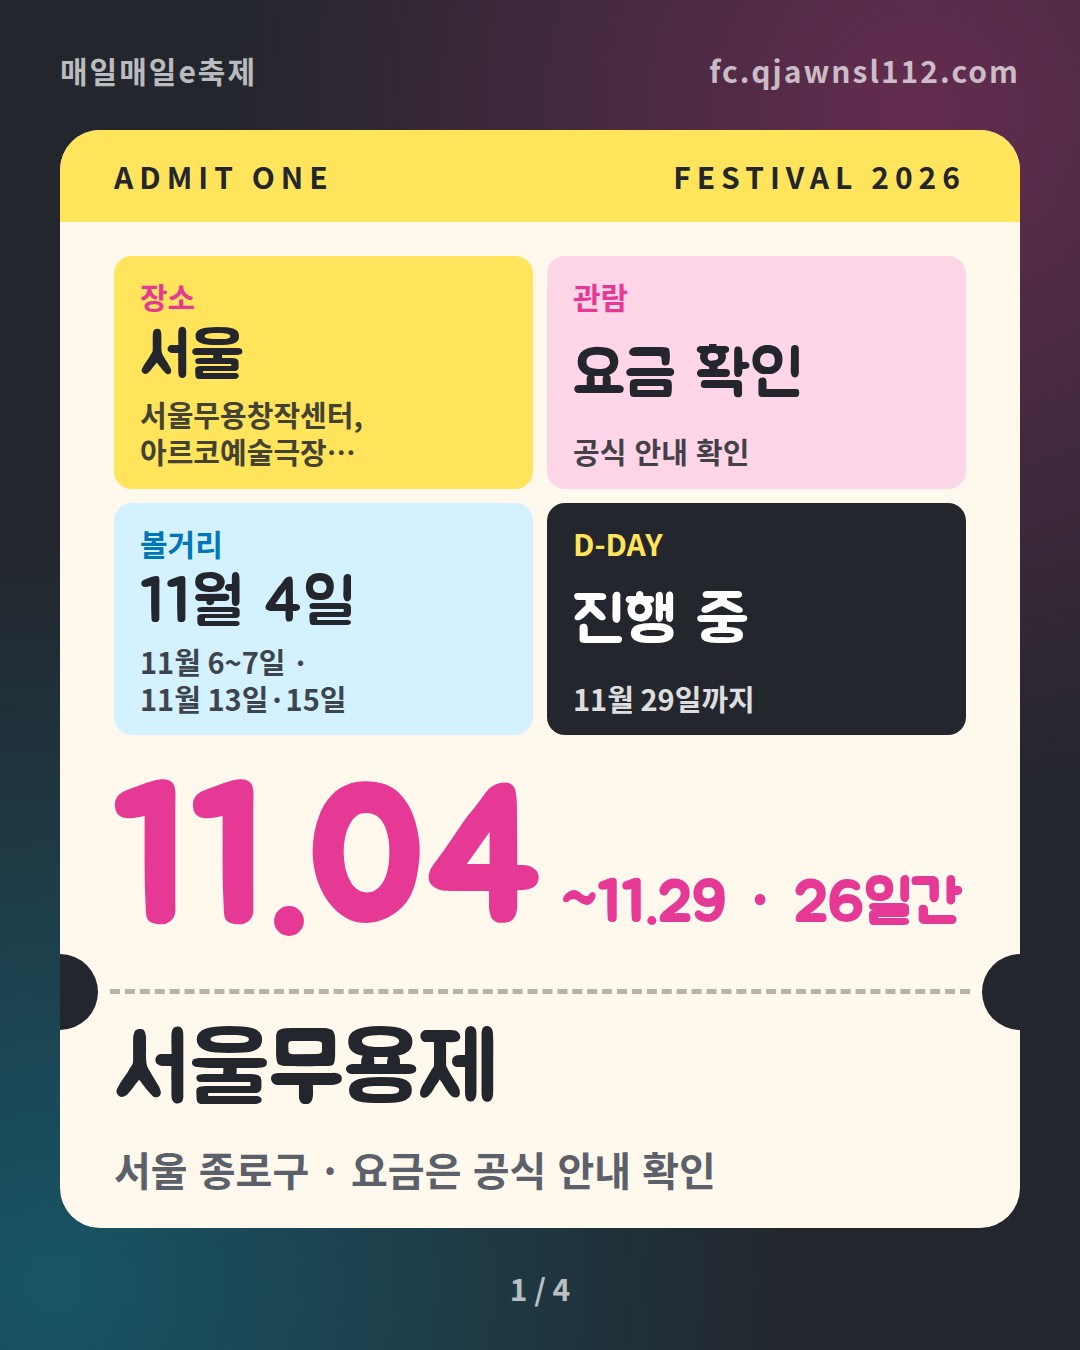 매일매일e축제
fc.qjawnsl112.com
ADMIT ONE
FESTIVAL 2026
장소
서울
서울무용창작센터,
아르코예술극장…
관람
요금 확인
공식 안내 확인
볼거리
11월 4일
11월 6~7일 ·
11월 13일·15일
D-DAY
진행 중
11월 29일까지
11.04 ~11.29 · 26일간
서울무용제
서울 종로구 · 요금은 공식 안내 확인
1 / 4